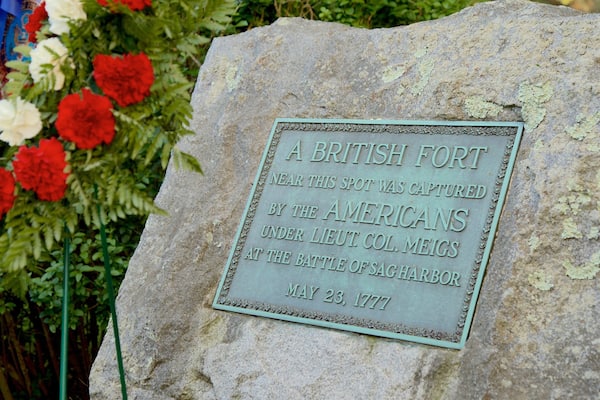 A BRITISH FORT
NEAR THIS SPOT WAS CAPTURED
BY THE AMERICANS
UNDER LIEUT. COL. MEIGS
AT THE BATTLE OF SAG HARBOR
MAY 23, 1777